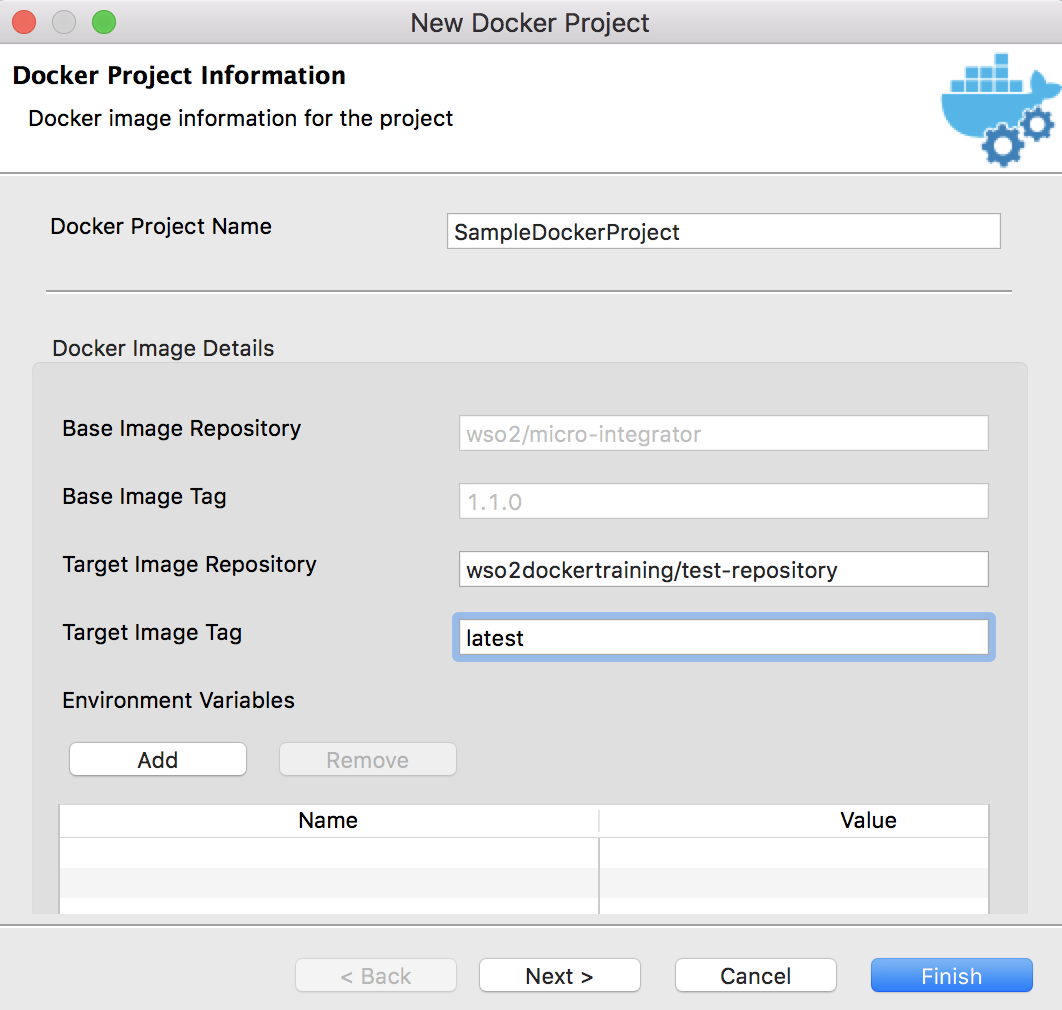 New Docker Project
Docker Project Information
Docker image information for the project
Docker Project Name SampleDockerProject
Docker Image Details
Base Image Repository wso2/micro-integrator
Base Image Tag 1.1.0
Target Image Repository wso2dockertraining/test-repository
Target Image Tag latest
Environment Variables
Add Remove
Name Value
< Back Next > Cancel Finish